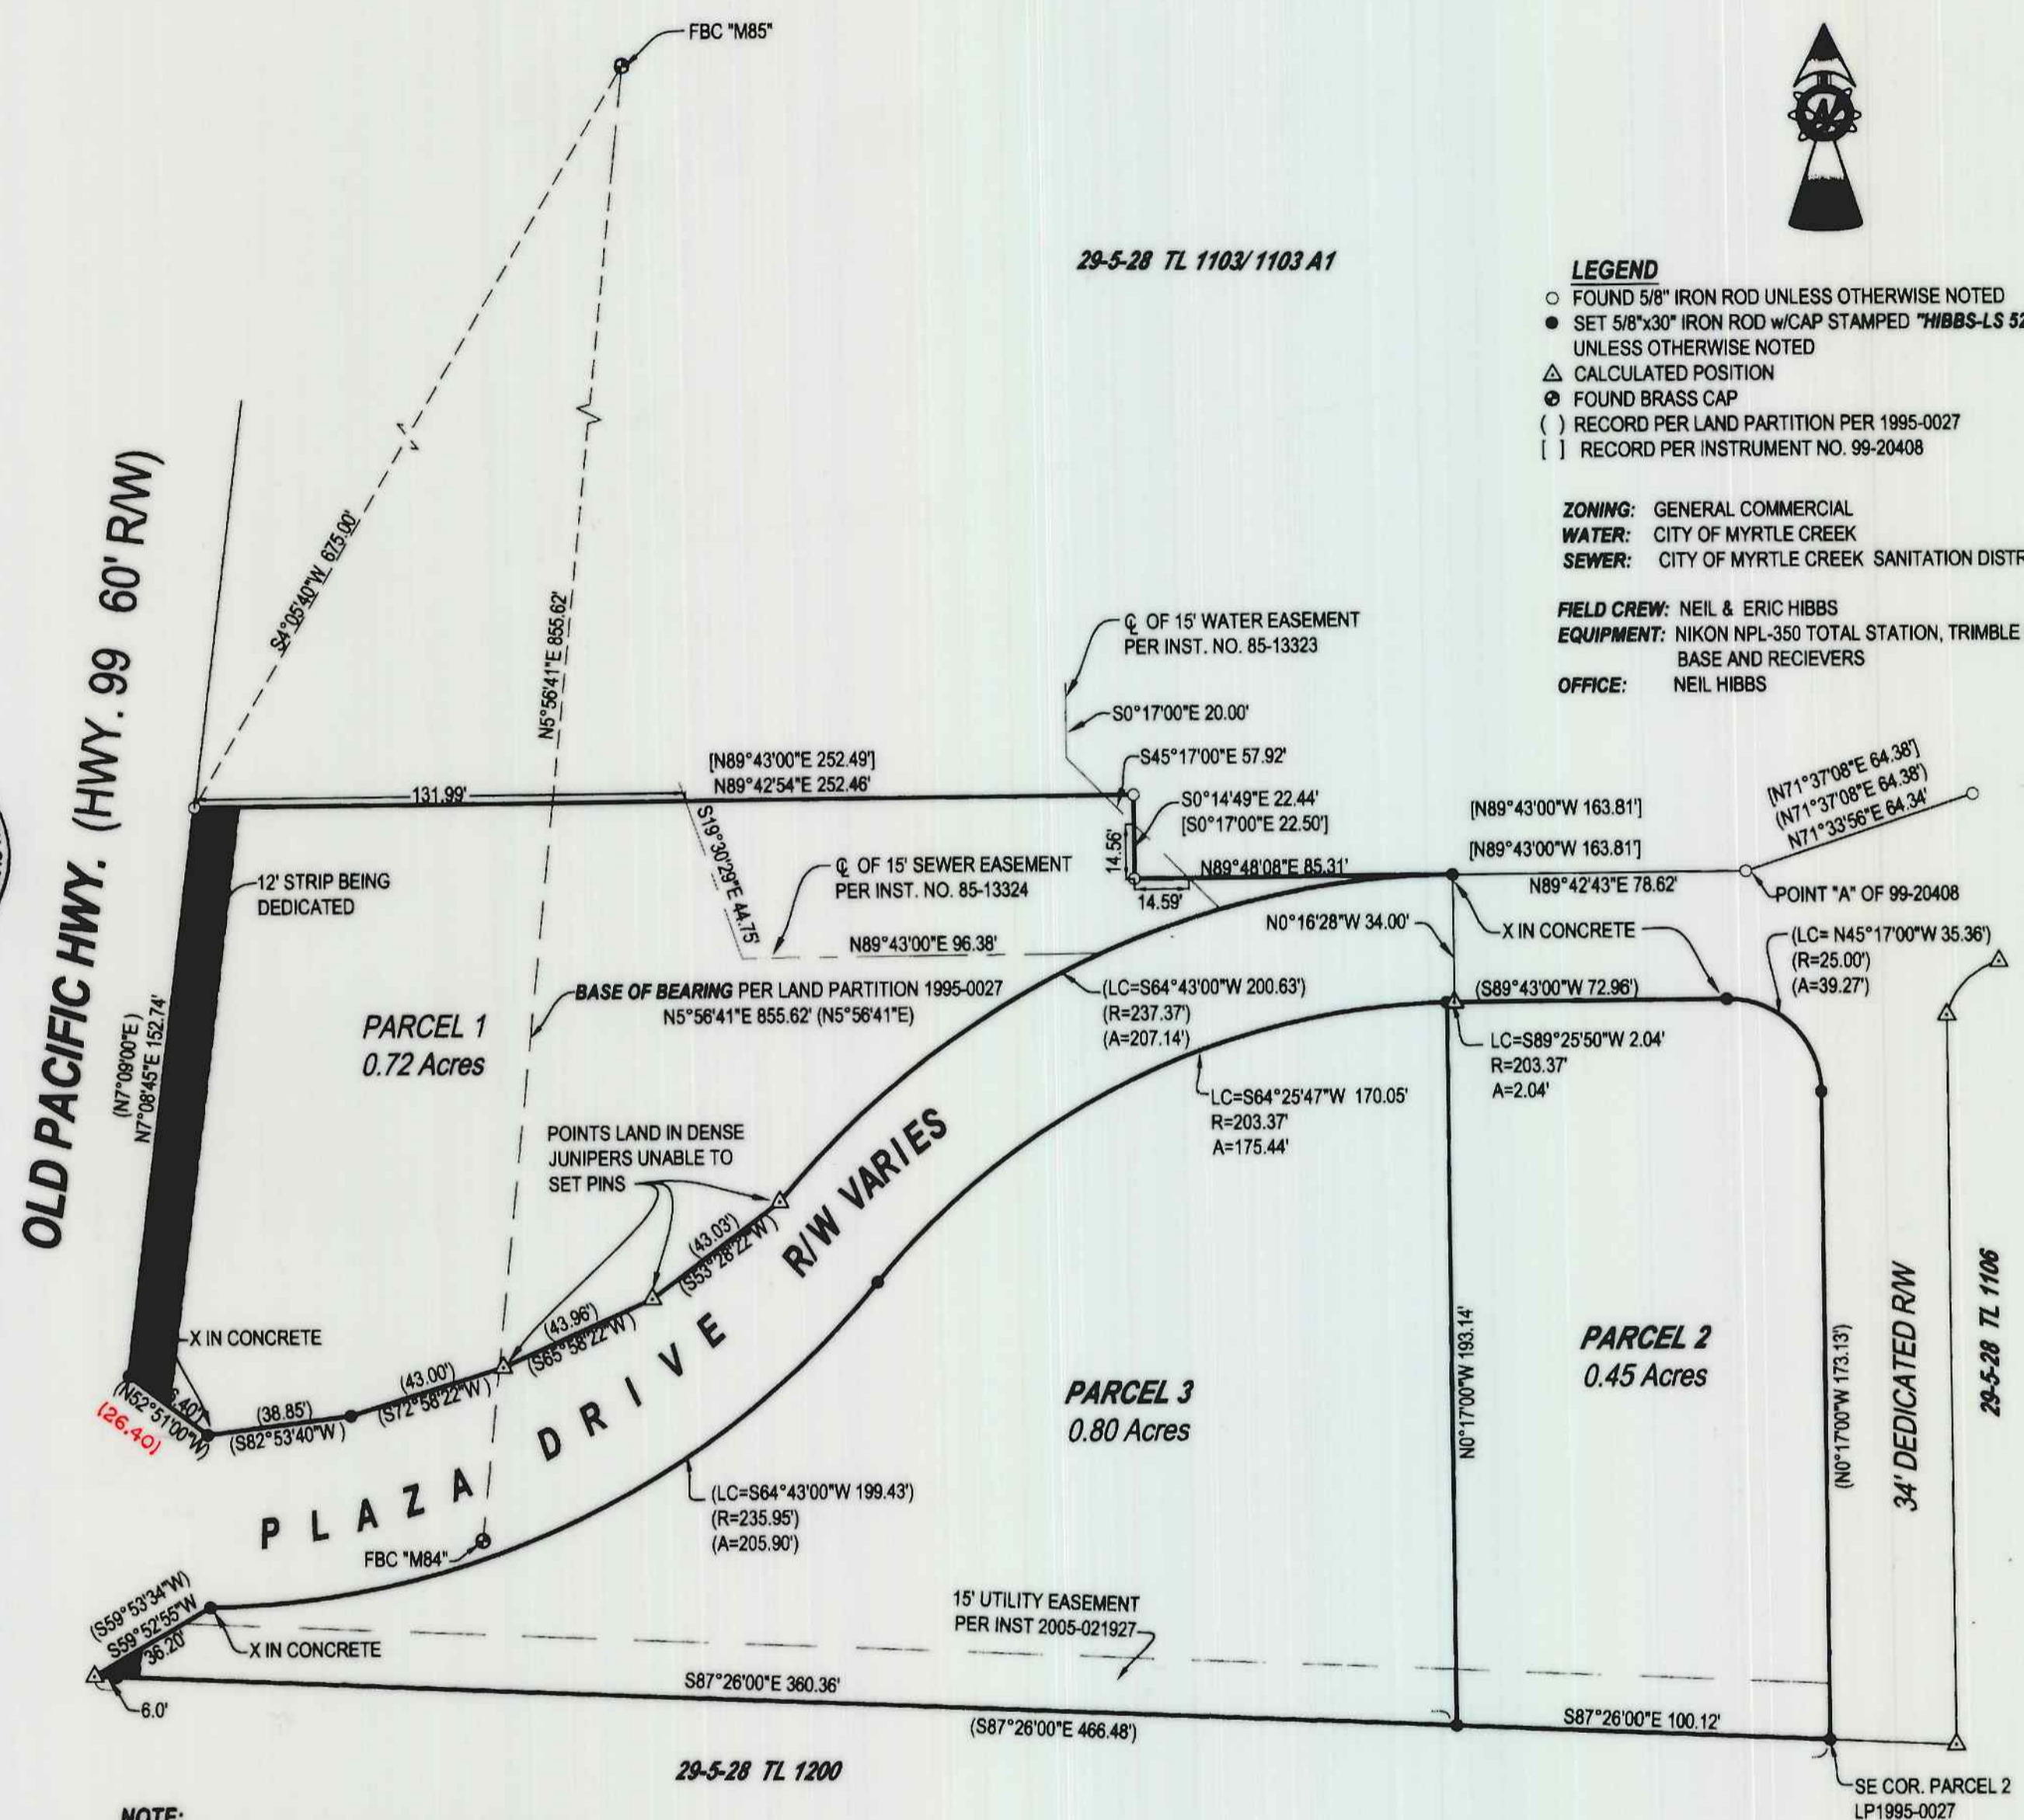 FBC "M85"
29-5-28 TL 1103/ 1103 A1
LEGEND
FOUND 5/8" IRON ROD UNLESS OTHERWISE NOTED
SET 5/8"x30" IRON ROD w/CAP STAMPED "HIBBS-LS 52
UNLESS OTHERWISE NOTED
CALCULATED POSITION
FOUND BRASS CAP
( ) RECORD PER LAND PARTITION PER 1995-0027
[ ] RECORD PER INSTRUMENT NO. 99-20408
ZONING: GENERAL COMMERCIAL
WATER: CITY OF MYRTLE CREEK
SEWER: CITY OF MYRTLE CREEK SANITATION DISTR
FIELD CREW: NEIL & ERIC HIBBS
EQUIPMENT: NIKON NPL-350 TOTAL STATION, TRIMBLE
BASE AND RECIEVERS
OFFICE: NEIL HIBBS
OLD PACIFIC HWY. (HWY. 99 60' R/W)
S4°05'40"W 675.00'
N5°56'41"E 855.62'
℄ OF 15' WATER EASEMENT
PER INST. NO. 85-13323
S0°17'00"E 20.00'
S45°17'00"E 57.92'
[N89°43'00"E 252.49']
N89°42'54"E 252.46'
131.99'
S0°14'49"E 22.44'
[S0°17'00"E 22.50']
14.56'
N89°48'08"E 85.31'
14.59'
[N89°43'00"W 163.81']
[N89°43'00"W 163.81']
N89°42'43"E 78.62'
[N71°37'08"E 64.38']
(N71°37'08"E 64.38')
N71°33'56"E 64.34'
POINT "A" OF 99-20408
12' STRIP BEING
DEDICATED
S19°30'29"E 44.75'
℄ OF 15' SEWER EASEMENT
PER INST. NO. 85-13324
N89°43'00"E 96.38'
N0°16'28"W 34.00'
X IN CONCRETE
(LC= N45°17'00"W 35.36')
(R=25.00')
(A=39.27')
(S89°43'00"W 72.96')
BASE OF BEARING PER LAND PARTITION 1995-0027
N5°56'41"E 855.62' (N5°56'41"E)
(LC=S64°43'00"W 200.63')
(R=237.37')
(A=207.14')
PARCEL 1
0.72 Acres
(N7°09'00"E )
N7°08'45"E 152.74'
LC=S89°25'50"W 2.04'
R=203.37'
A=2.04'
LC=S64°25'47"W 170.05'
R=203.37'
A=175.44'
POINTS LAND IN DENSE
JUNIPERS UNABLE TO
SET PINS
(43.03')
(S53°28'22"W )
(43.96')
(S65°58'22"W )
(43.00')
(S72°58'22"W )
(38.85')
(S82°53'40"W )
X IN CONCRETE
6.40')
(N52°51'00"W)
(26.40)
PLAZA DRIVE R/W VARIES
PARCEL 3
0.80 Acres
PARCEL 2
0.45 Acres
N0°17'00"W 193.14'
(N0°17'00"W 173.13')
34' DEDICATED R/W
29-5-28 TL 1106
FBC "M84"
(LC=S64°43'00"W 199.43')
(R=235.95')
(A=205.90')
(S59°53'34"W)
S59°52'55"W
36.20'
X IN CONCRETE
6.0'
15' UTILITY EASEMENT
PER INST 2005-021927
S87°26'00"E 360.36'
(S87°26'00"E 466.48')
S87°26'00"E 100.12'
29-5-28 TL 1200
SE COR. PARCEL 2
LP1995-0027
NOTE: